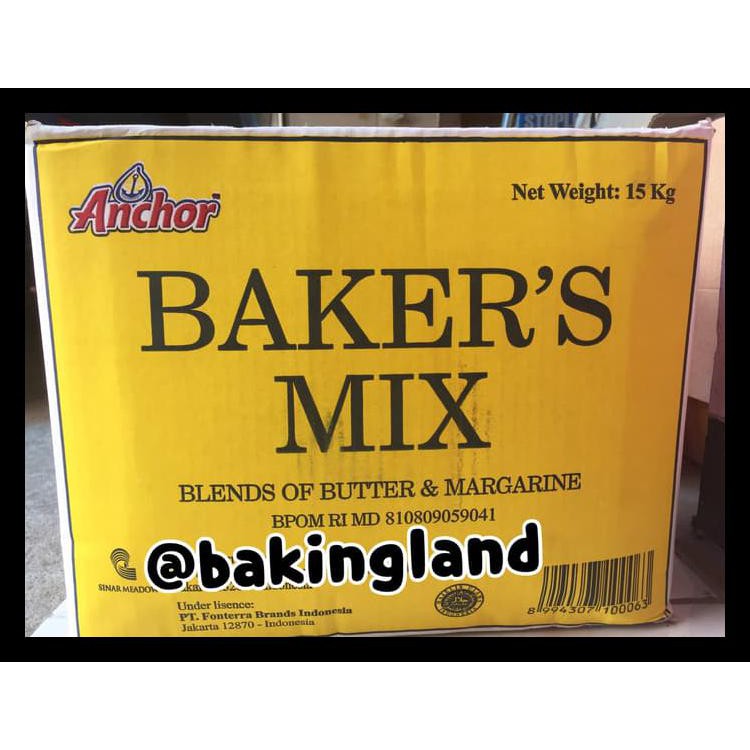 STOP!
Anchor
Net Weight: 15 Kg
BAKER'S
MIX
BLENDS OF BUTTER & MARGARINE
BPOM RI MD 810809059041
@bakingland
SINAR MEADOW
Under lisence:
PT. Fonterra Brands Indonesia
Jakarta 12870 - Indonesia
8 994307 100063